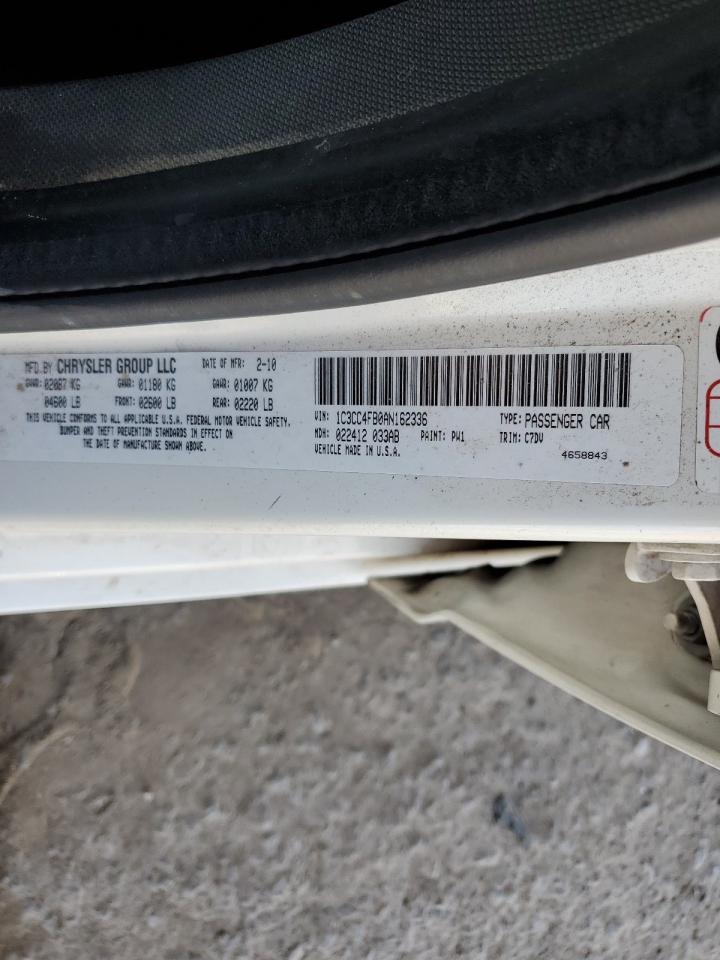 MFD.BY CHRYSLER GROUP LLC DATE OF MFR: 2-10
GVWR: 02087 KG GAWR: 01180 KG GAWR: 01007 KG
04600 LB FRONT: 02600 LB REAR: 02220 LB
THIS VEHICLE CONFORMS TO ALL APPLICABLE U.S.A. FEDERAL MOTOR VEHICLE SAFETY,
BUMPER AND THEFT PREVENTION STANDARDS IN EFFECT ON
THE DATE OF MANUFACTURE SHOWN ABOVE.
VIN: 1C3CC4FB0AN162336 TYPE: PASSENGER CAR
MDH: 022412 033AB PAINT: PW1 TRIM: C7DV
VEHICLE MADE IN U.S.A. 4658843